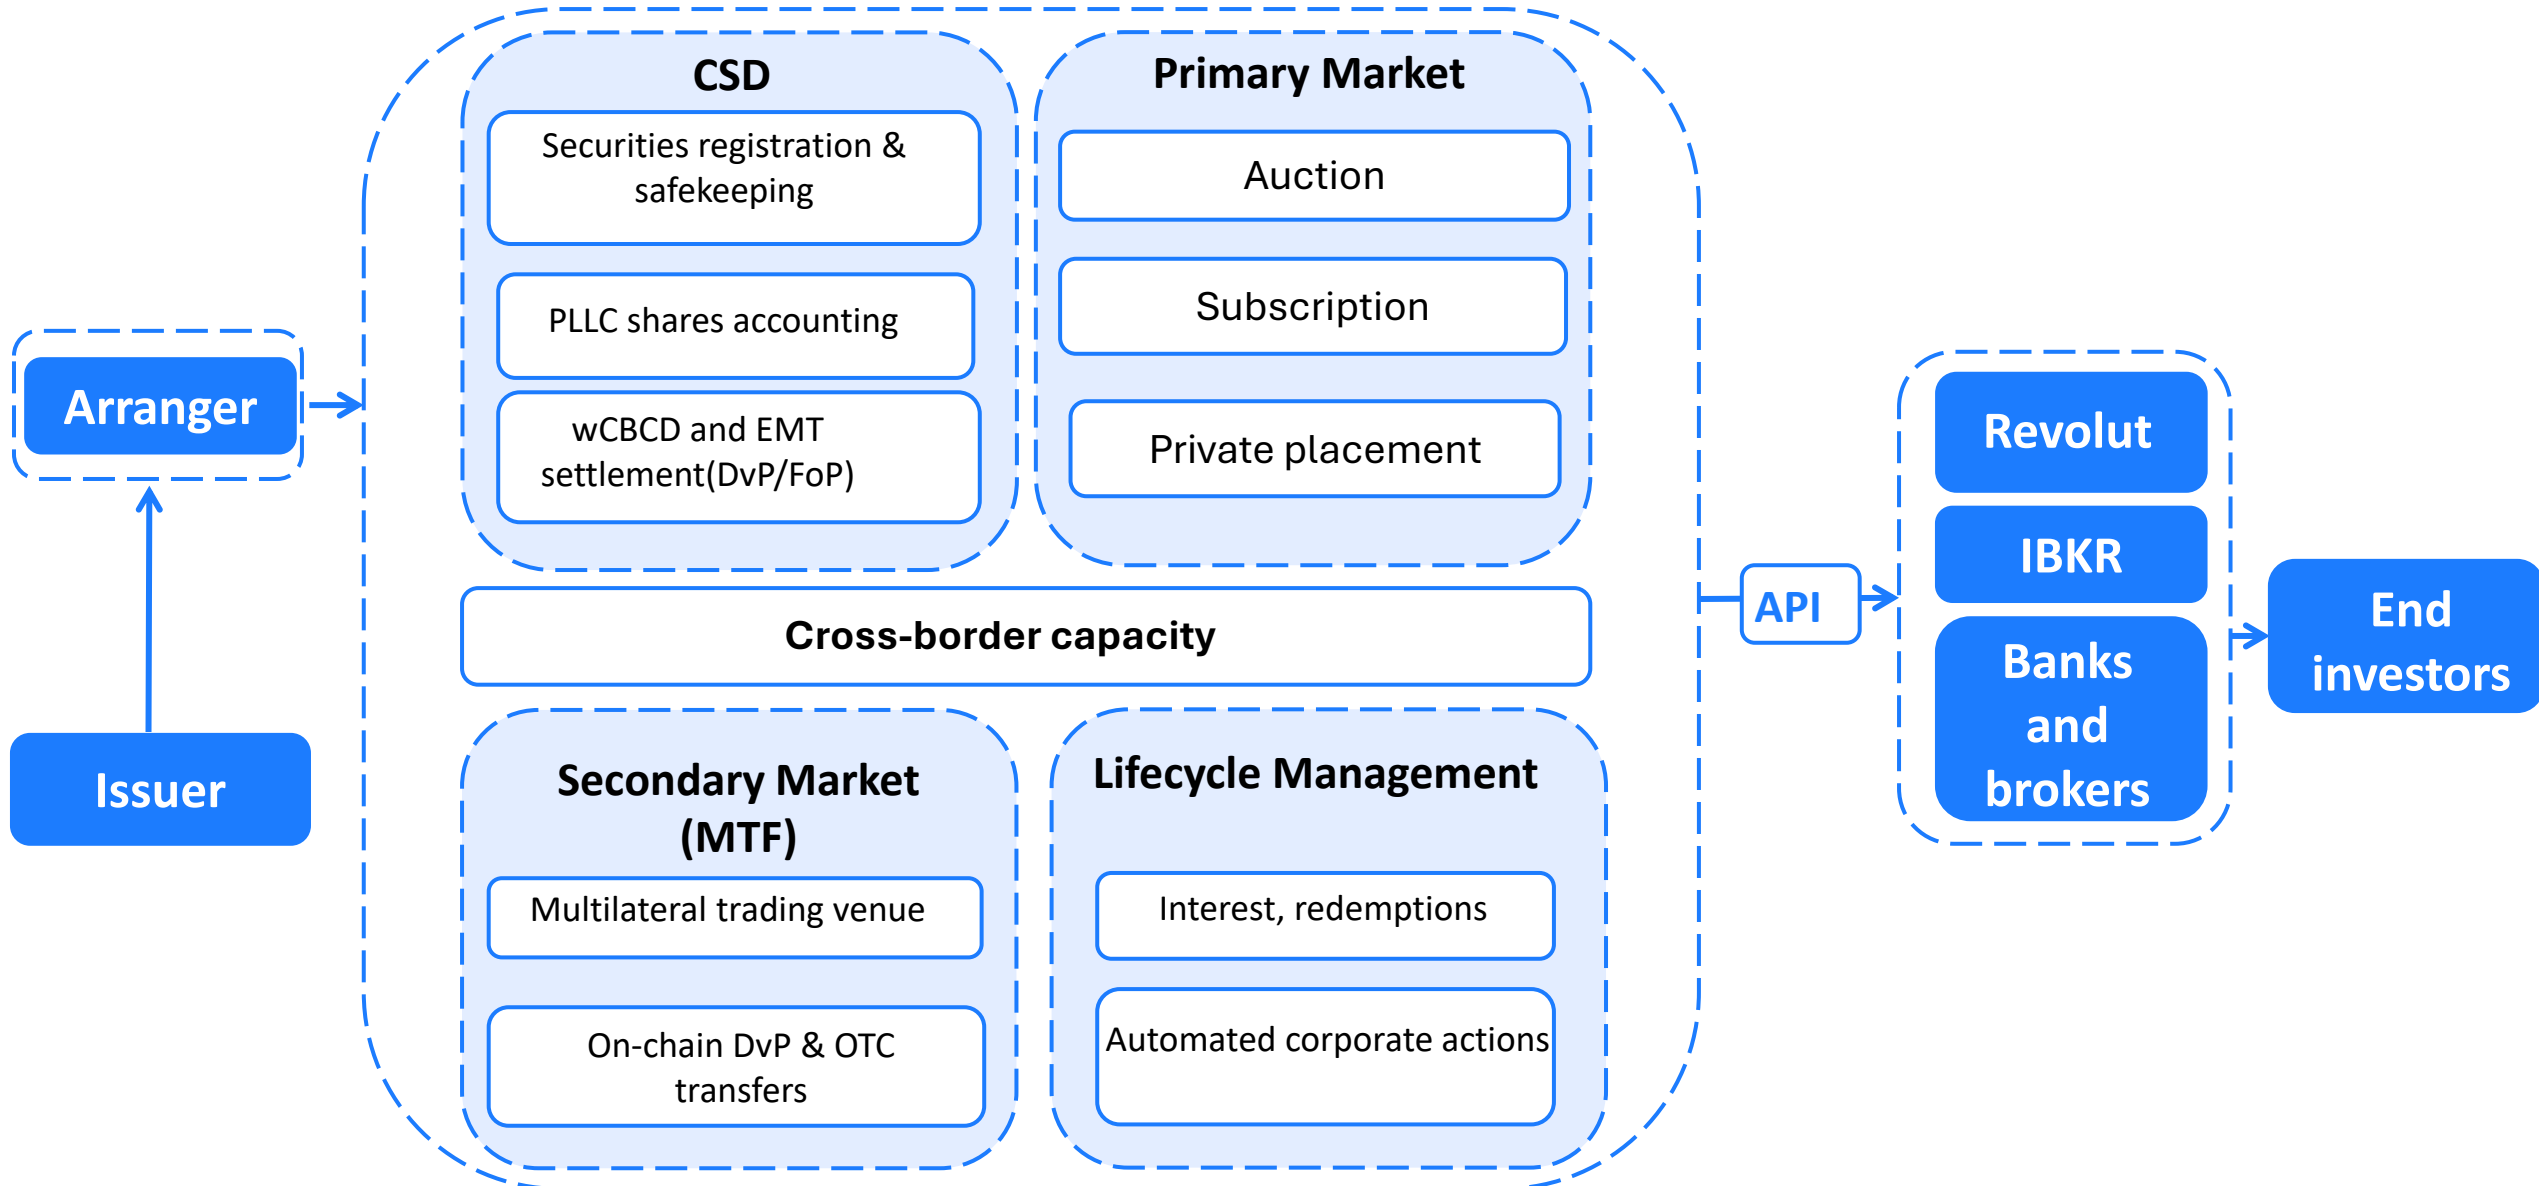 CSD
Securities registration &
safekeeping
PLLC shares accounting
wCBCD and EMT
settlement(DvP/FoP)
Primary Market
Auction
Subscription
Private placement
Arranger
Issuer
Cross-border capacity
Secondary Market
(MTF)
Multilateral trading venue
On-chain DvP & OTC
transfers
Lifecycle Management
Interest, redemptions
Automated corporate actions
API
Revolut
IBKR
Banks
and
brokers
End
investors